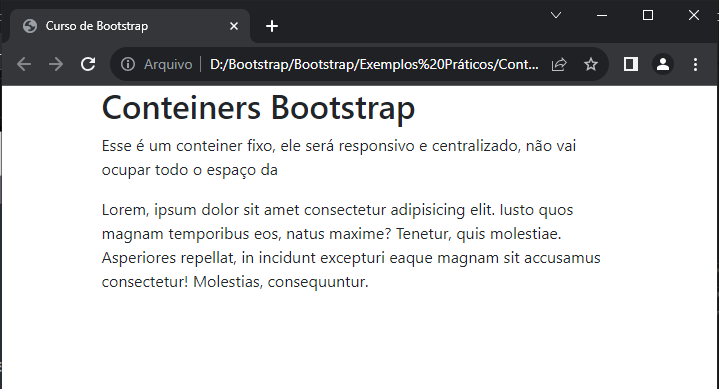 Curso de Bootstrap
Arquivo D:/Bootstrap/Bootstrap/Exemplos%20Práticos/Cont...
Conteiners Bootstrap
Esse é um conteiner fixo, ele será responsivo e centralizado, não vai
ocupar todo o espaço da
Lorem, ipsum dolor sit amet consectetur adipisicing elit. Iusto quos
magnam temporibus eos, natus maxime? Tenetur, quis molestiae.
Asperiores repellat, in incidunt excepturi eaque magnam sit accusamus
consectetur! Molestias, consequuntur.